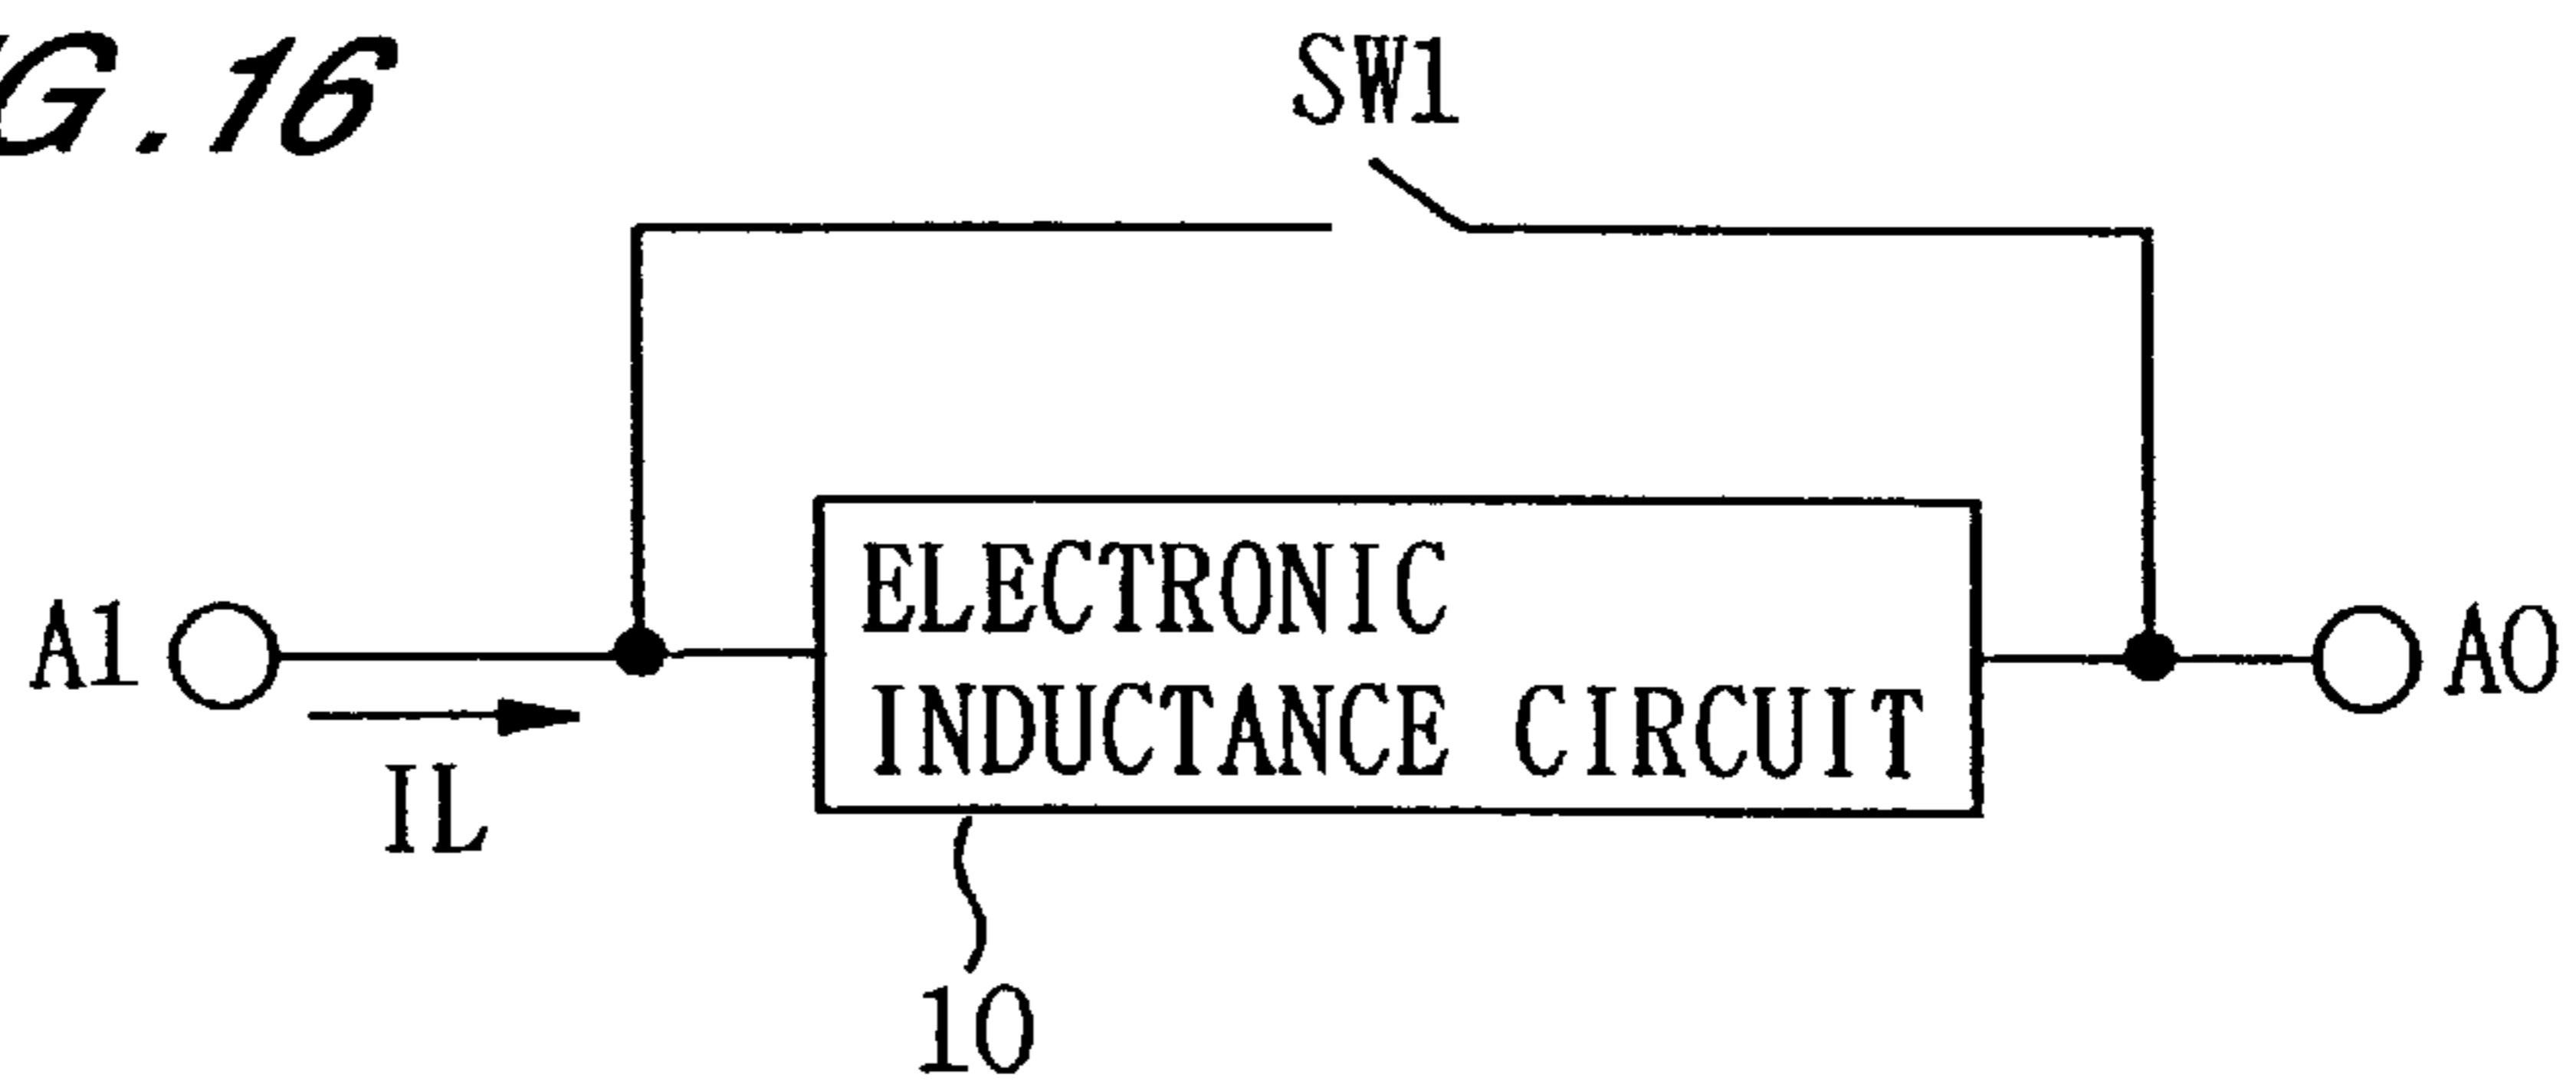 G.16
SW1
ELECTRONIC
INDUCTANCE CIRCUIT
A1
A0
IL
10